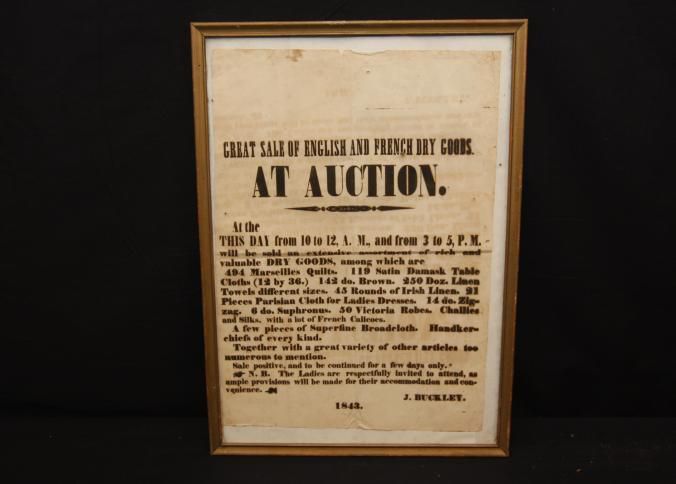 GREAT SALE OF ENGLISH AND FRENCH DRY GOODS.
AT AUCTION.
At the
THIS DAY from 10 to 12, A. M., and from 3 to 5, P. M.
will be sold an extensive assortment of rich and
valuable DRY GOODS, among which are
494 Marseilles Quilts. 119 Satin Damask Table
Cloths (12 by 36.) 142 do. Brown. 250 Doz. Linen
Towels different sizes. 45 Rounds of Irish Linen. 21
Pieces Parisian Cloth for Ladies Dresses. 14 do. Zig-
zag. 6 do. Suphronus. 50 Victoria Robes. Challies
and Silks, with a lot of French Calicoes.
A few pieces of Superfine Broadcloth. Handker-
chiefs of every kind.
Together with a great variety of other articles too
numerous to mention.
Sale positive, and to be continued for a few days only.
N. B. The Ladies are respectfully invited to attend, as
ample provisions will be made for their accommodation and con-
venience.
J. BUCKLEY.
1843.